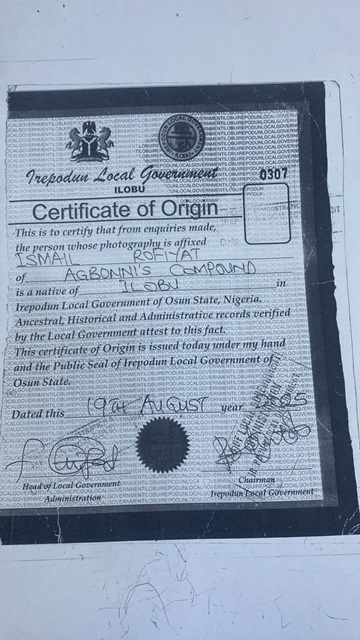 Irepodun Local Government
ILOBU
0307
Certificate of Origin
This is to certify that from enquiries made,
the person whose photography is affixed
ISMAIL ROFIYAT
of AGBONNI'S COMPOUND
is a native of ILOBU in
Irepodun Local Government of Osun State, Nigeria.
Ancestral, Historical and Administrative records verified
by the Local Government attest to this fact.
This certificate of Origin is issued today under my hand
and the Public Seal of Irepodun Local Government of
Osun State.
Dated this 19TH AUGUST year
Head of Local Government
Administration
Chairman
Irepodun Local Government